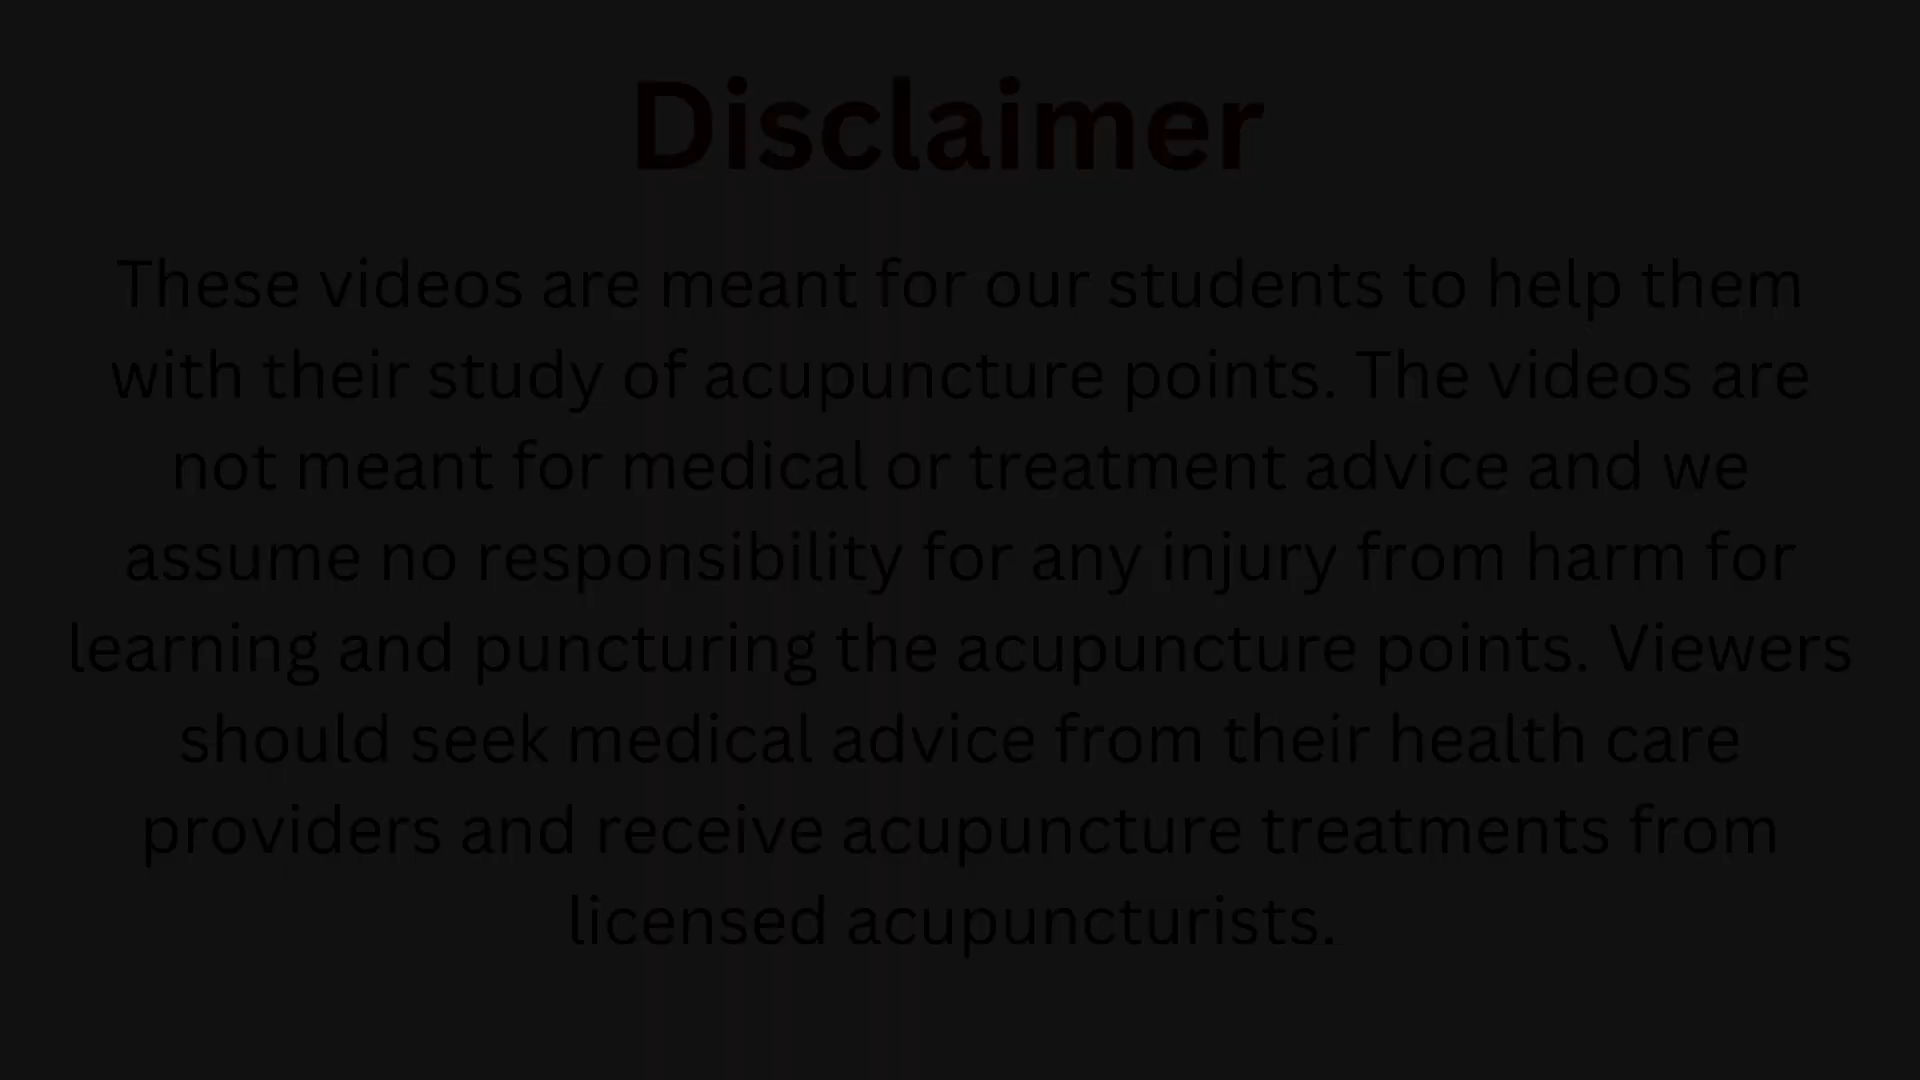 Disclaimer
These videos are meant for our students to help them
with their study of acupuncture points. The videos are
not meant for medical or treatment advice and we
assume no responsibility for any injury from harm for
learning and puncturing the acupuncture points. Viewers
should seek medical advice from their health care
providers and receive acupuncture treatments from
licensed acupuncturists.